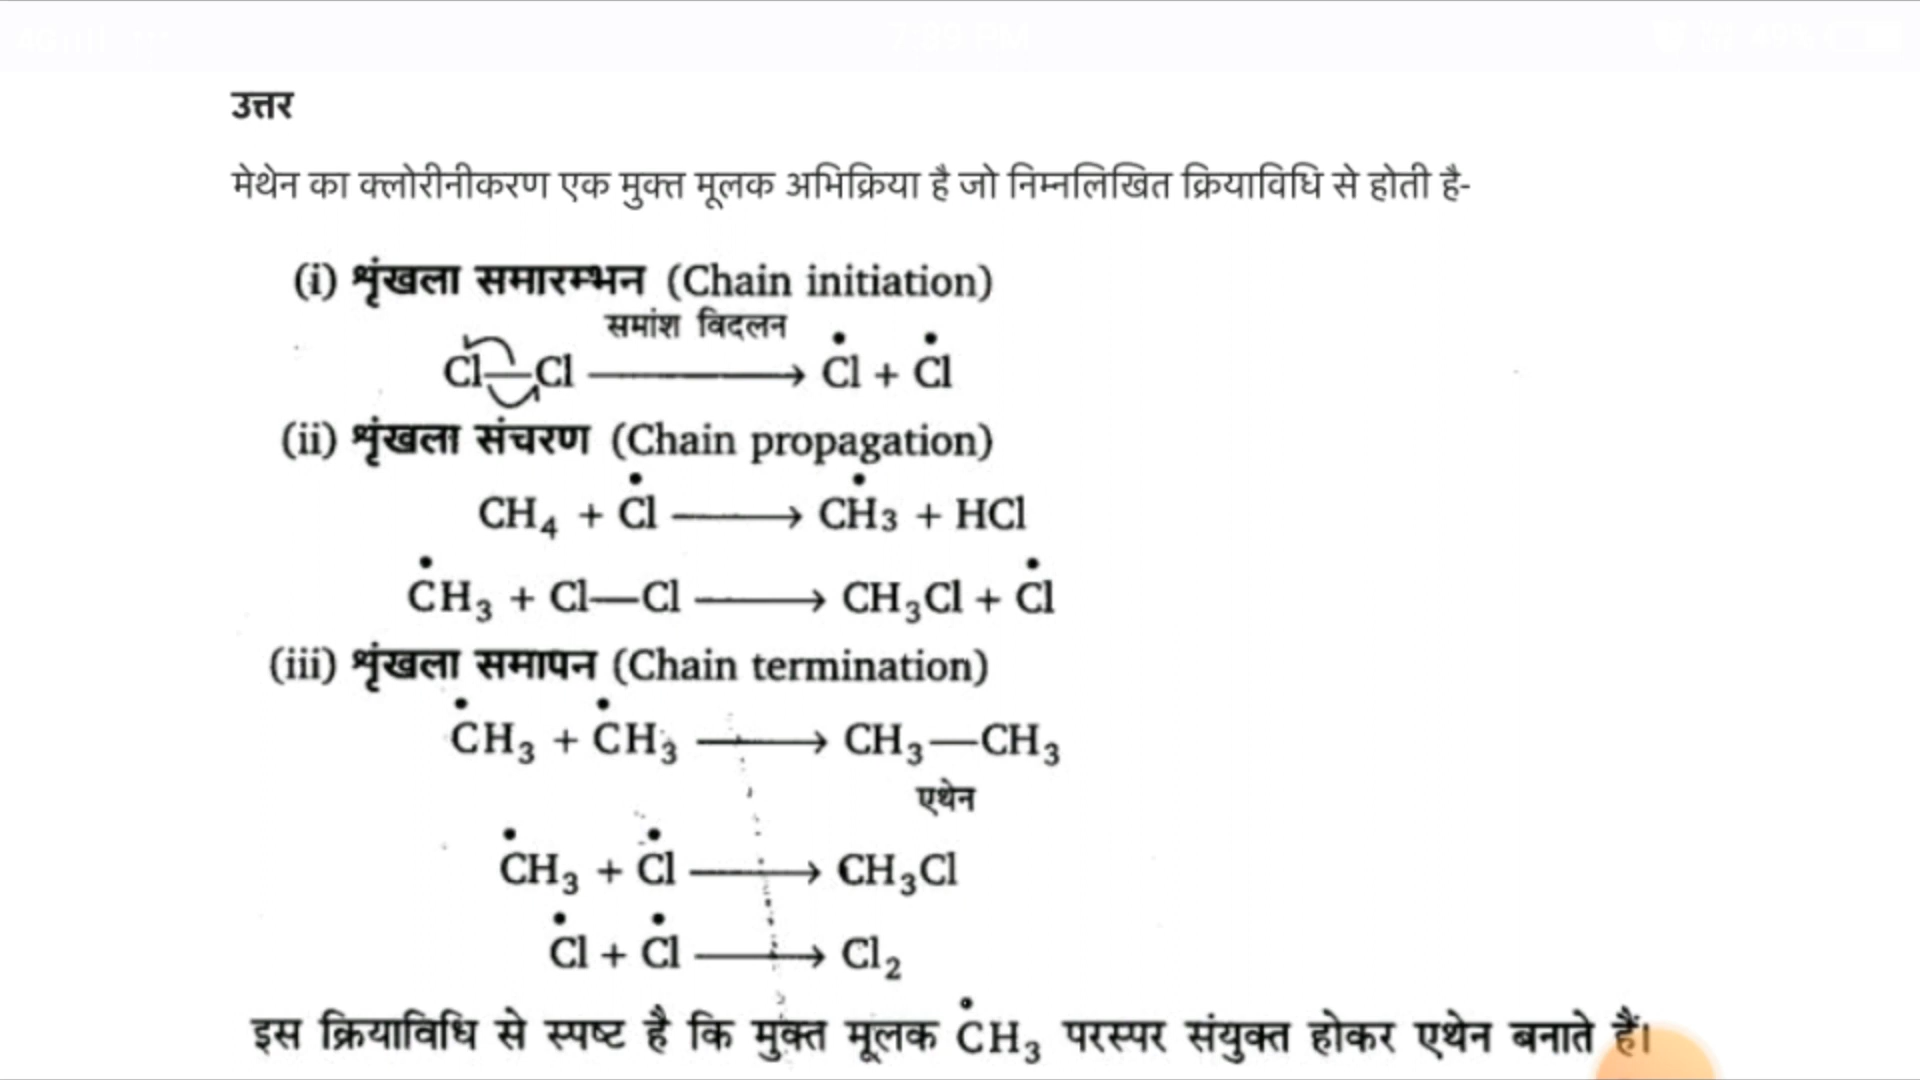 उत्तर
मेथेन का क्लोरीनीकरण एक मुक्त मूलक अभिक्रिया है जो निम्नलिखित क्रियाविधि से होती है-
(i) शृंखला समारम्भन (Chain initiation)
समांश विदलन
Cl—Cl ⟶ Ċl + Ċl
(ii) शृंखला संचरण (Chain propagation)
CH₄ + Ċl ⟶ ĊH₃ + HCl
ĊH₃ + Cl—Cl ⟶ CH₃Cl + Ċl
(iii) शृंखला समापन (Chain termination)
ĊH₃ + ĊH₃ ⟶ CH₃—CH₃
एथेन
ĊH₃ + Ċl ⟶ CH₃Cl
Ċl + Ċl ⟶ Cl₂
इस क्रियाविधि से स्पष्ट है कि मुक्त मूलक ĊH₃ परस्पर संयुक्त होकर एथेन बनाते हैं।